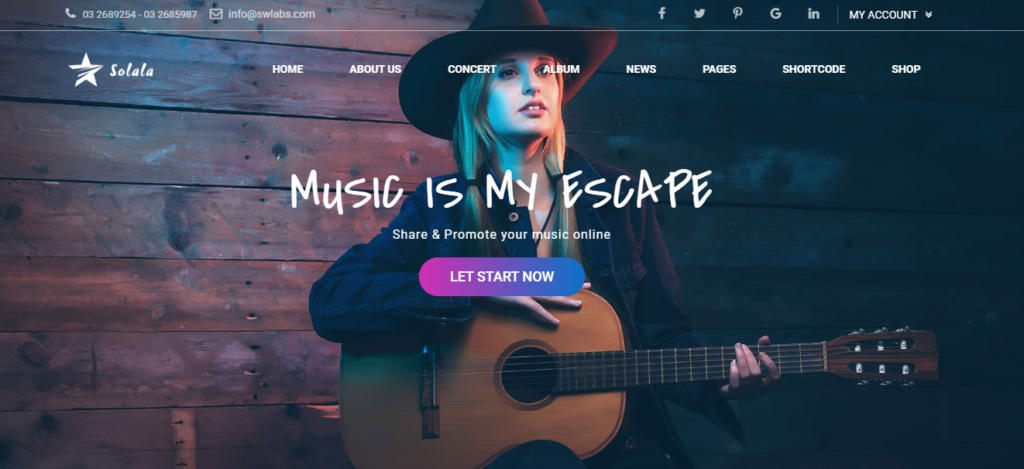 03 2689254 - 03 2685987 info@swlabs.com MY ACCOUNT
Solala HOME ABOUT US CONCERT ALBUM NEWS PAGES SHORTCODE SHOP
MUSIC IS MY ESCAPE
Share & Promote your music online
LET START NOW